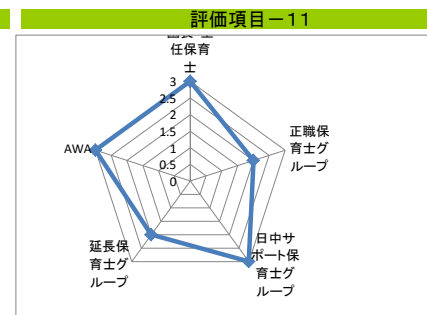 評価項目－11
任保育
士
3
2.5
2
1.5
1
0.5
0
正職保
育士グ
ループ
日中サ
ポート保
育士グ
ループ
延長保
育士グ
ループ
AWA